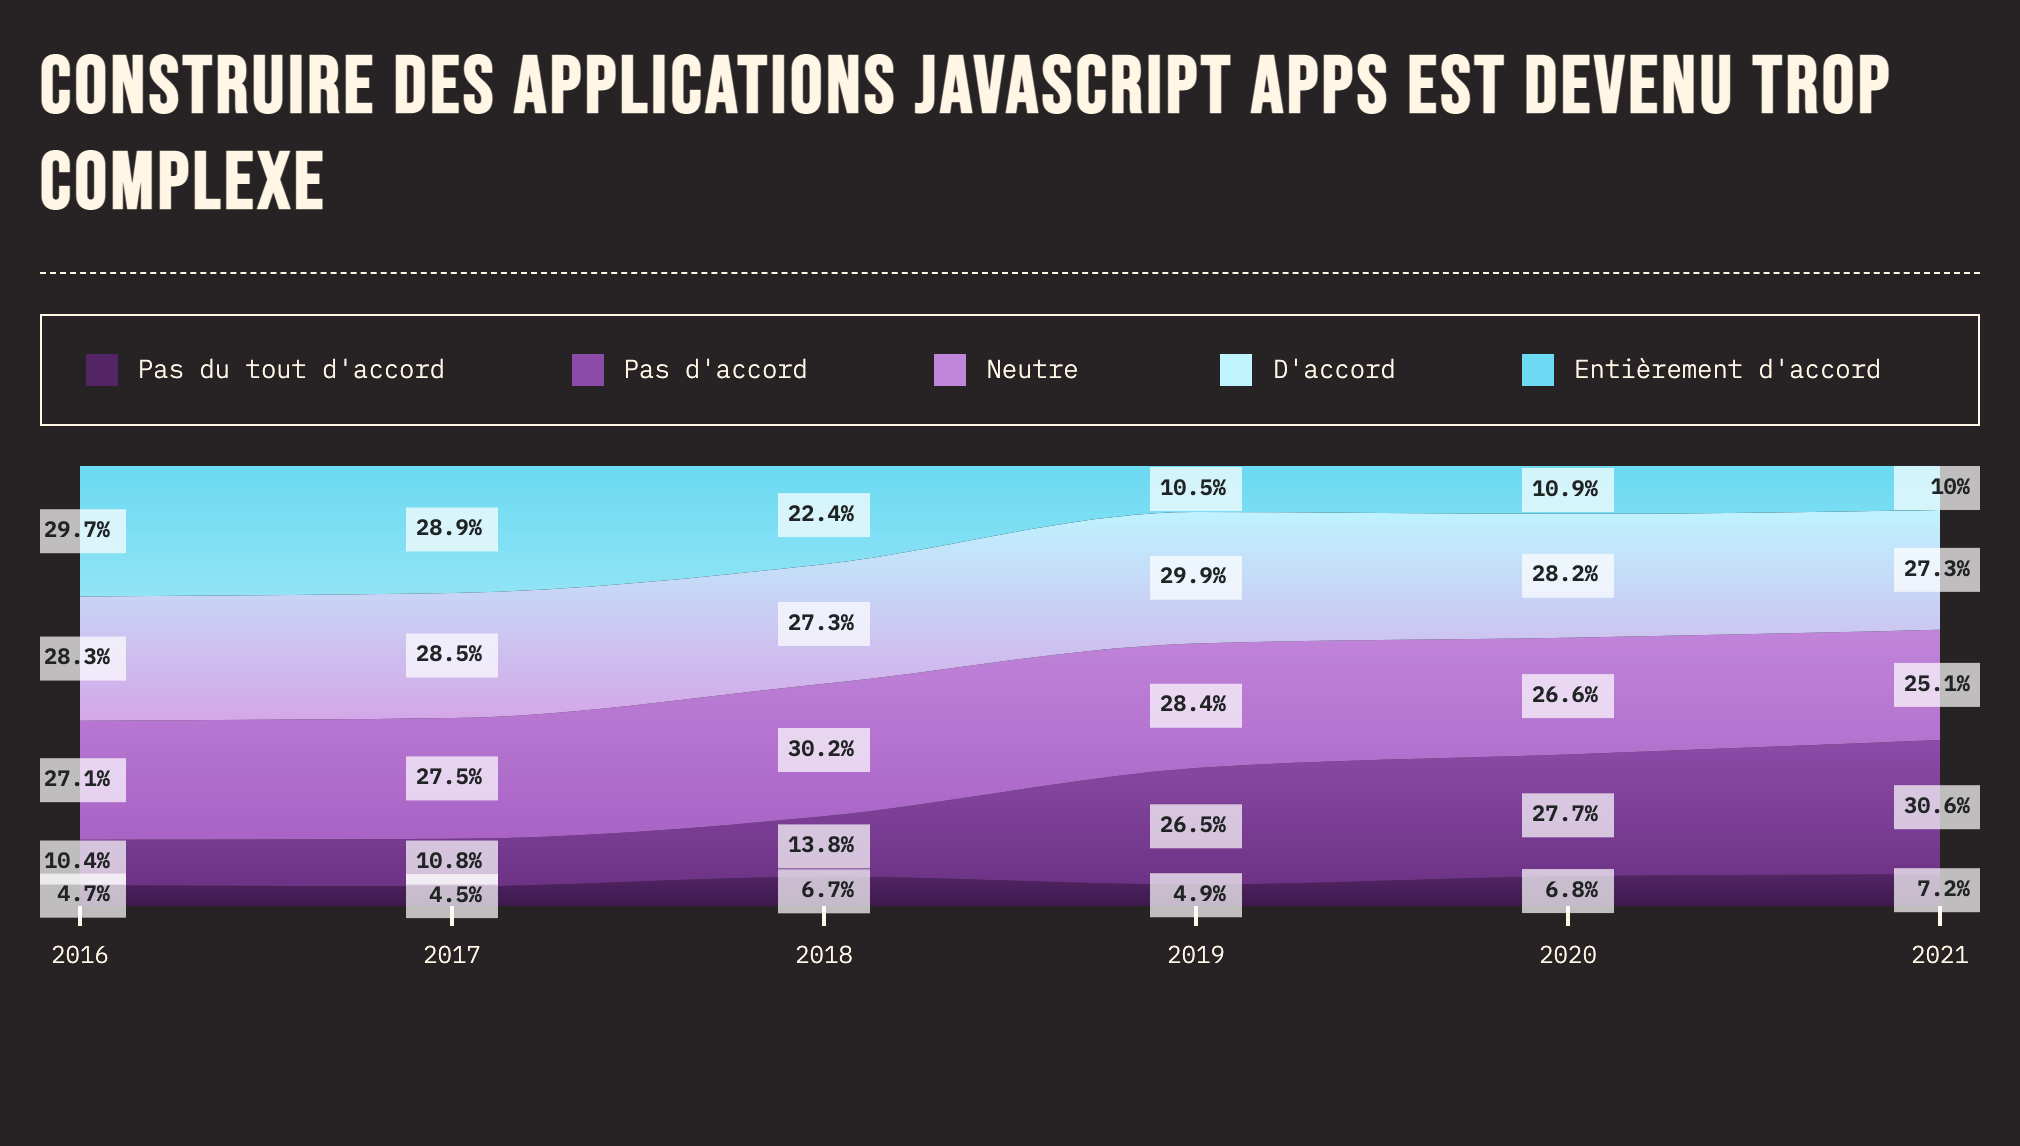 CONSTRUIRE DES APPLICATIONS JAVASCRIPT APPS EST DEVENU TROP
COMPLEXE
Pas du tout d'accord Pas d'accord Neutre D'accord Entièrement d'accord
29.7% 28.9% 22.4% 10.5% 10.9% 10%
28.3% 28.5% 27.3% 29.9% 28.2% 27.3%
27.1% 27.5% 30.2% 28.4% 26.6% 25.1%
10.4% 10.8% 13.8% 26.5% 27.7% 30.6%
4.7% 4.5% 6.7% 4.9% 6.8% 7.2%
2016 2017 2018 2019 2020 2021